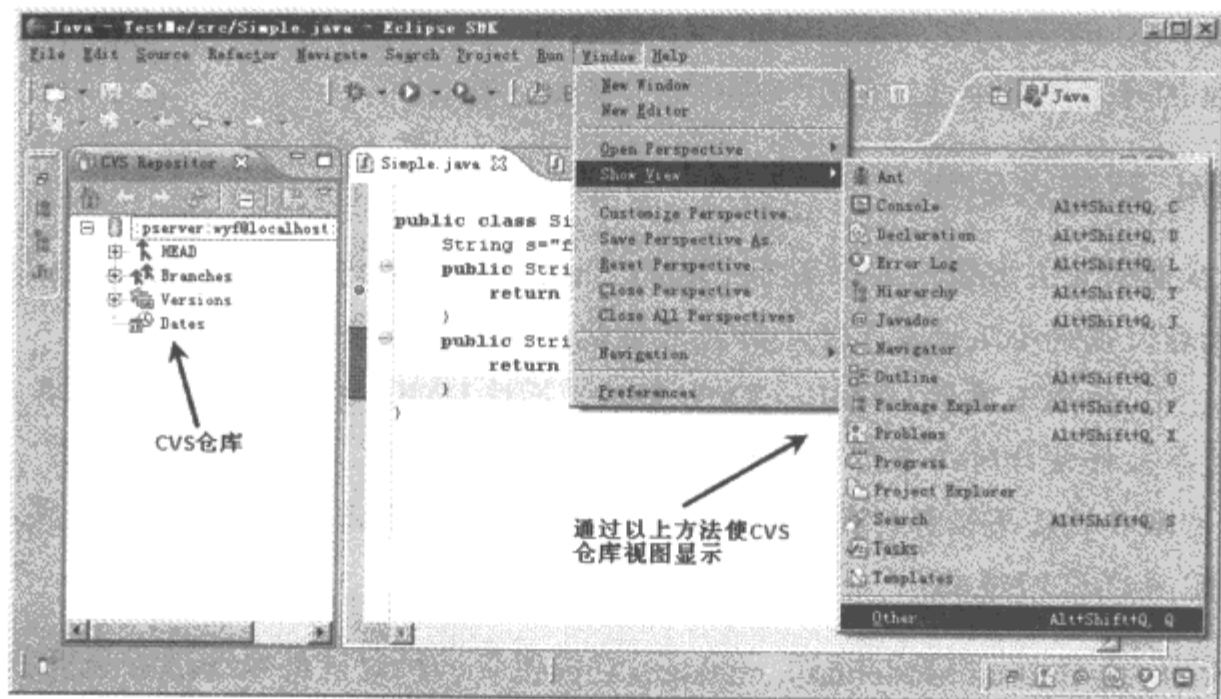 Java - TestMe/src/Simple.java - Eclipse SDK
File Edit Source Refactor Navigate Search Project Run Window Help
Java
CVS Repositor
Simple.java
:pserver:wyf@localhost:
HEAD
Branches
Versions
Dates
CVS仓库
public class Si
String s="f
public Stri
return
}
public Stri
return
}
}
New Window
New Editor
Open Perspective
Show View
Customize Perspective...
Save Perspective As...
Reset Perspective
Close Perspective
Close All Perspectives
Navigation
Preferences...
通过以上方法使CVS
仓库视图显示
Ant
Console Alt+Shift+Q, C
Declaration Alt+Shift+Q, D
Error Log Alt+Shift+Q, L
Hierarchy Alt+Shift+Q, T
Javadoc Alt+Shift+Q, J
Navigator
Outline Alt+Shift+Q, O
Package Explorer Alt+Shift+Q, P
Problems Alt+Shift+Q, X
Progress
Project Explorer
Search Alt+Shift+Q, S
Tasks
Templates
Other... Alt+Shift+Q, Q